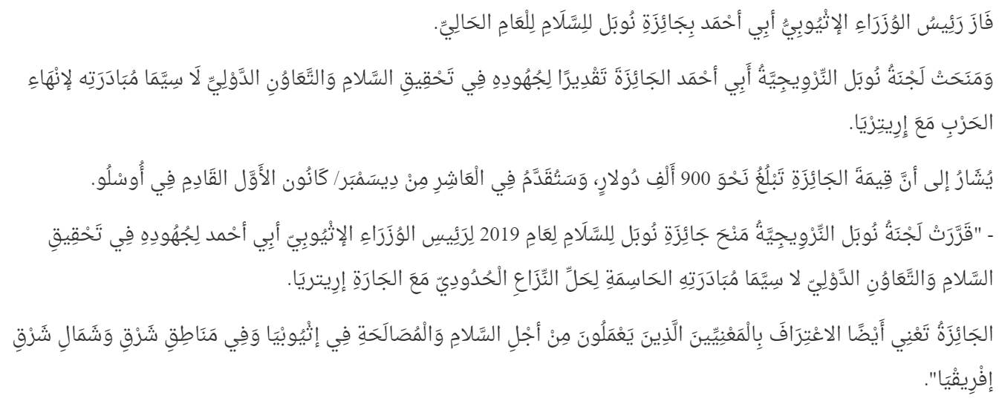 فَازَ رَئِيسُ الوُزَرَاءِ الإثْيُوبِيُّ أبِي أحْمَد بِجَائِزَةِ نُوبَل للِسَّلَامِ لِلْعَامِ الحَالِيِّ.
وَمَنَحَتْ لَجْنَةُ نُوبَل النِّرْوِيجِيَّةُ أَبِي أحْمَد الجَائِزَةَ تَقْدِيرًا لِجُهُودِهِ فِي تَحْقِيقِ السَّلامِ وَالتَّعَاوُنِ الدَّوْلِيِّ لَا سِيَّمَا مُبَادَرَتِه لإنْهَاءِ
الحَرْبِ مَعَ إِرِيتِرْيَا.
يُشَارُ إلى أنَّ قِيمَةَ الجَائِزَةِ تَبْلُغُ نَحْوَ 900 أَلْفِ دُولارٍ، وَسَتُقَدَّمُ فِي الْعَاشِرِ مِنْ دِيسَمْبَر/ كَانُون الأَوَّل القَادِمِ فِي أُوسْلُو.
- "قَرَّرَتْ لَجْنَةُ نُوبَل النِّرْوِيجِيَّةُ مَنْحَ جَائِزَةِ نُوبَل لِلسَّلَامِ لِعَامِ 2019 لِرَئِيسِ الوُزَرَاءِ الإثْيُوبِيّ أبِي أحْمد لِجُهُودِهِ فِي تَحْقِيقِ
السَّلامِ وَالتَّعَاوُنِ الدَّوْلِيّ لا سِيَّمَا مُبَادَرَتِهِ الحَاسِمَةِ لِحَلِّ النِّزَاعِ الْحُدُودِيّ مَعَ الجَارَةِ إرِيتريَا.
الجَائِزَةُ تَعْنِي أَيْضًا الاعْتِرَافَ بِالْمَعْنِيِّينَ الَّذِينَ يَعْمَلُونَ مِنْ أجْلِ السَّلامِ وَالْمُصَالَحَةِ فِي إثْيُوبْيَا وَفِي مَنَاطِقِ شَرْقِ وَشَمَالِ شَرْقِ
إفْرِيقْيَا".